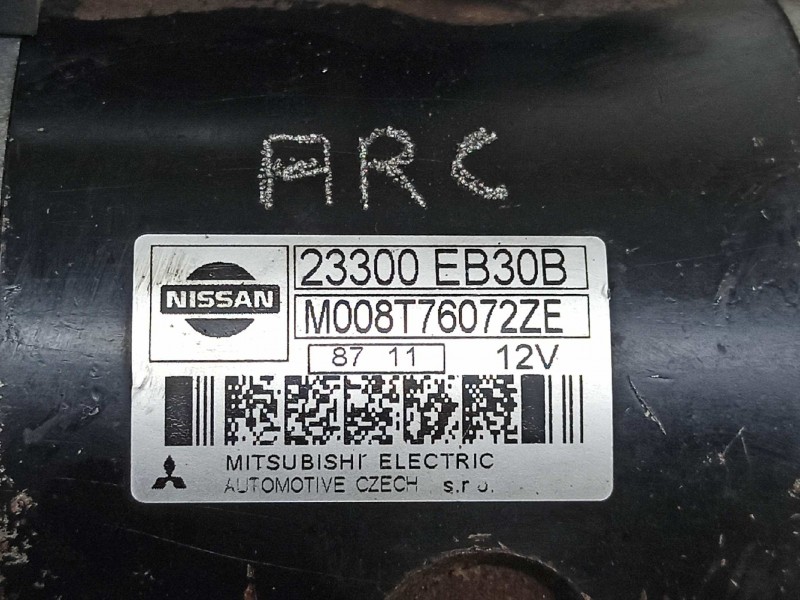 ARC
NISSAN
23300 EB30B
M008T76072ZE
87 11 12V
MITSUBISHI ELECTRIC
AUTOMOTIVE CZECH s.r.o.